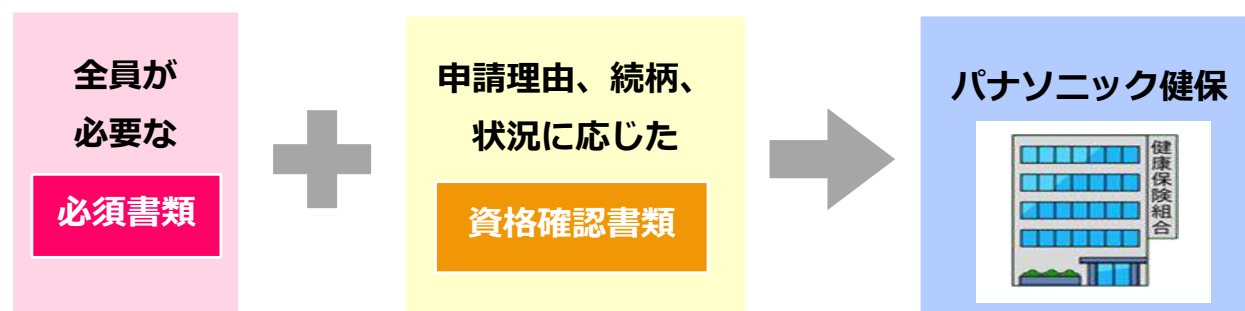 全員が
必要な
必須書類
申請理由、続柄、
状況に応じた
資格確認書類
パナソニック健保
健康保険組合